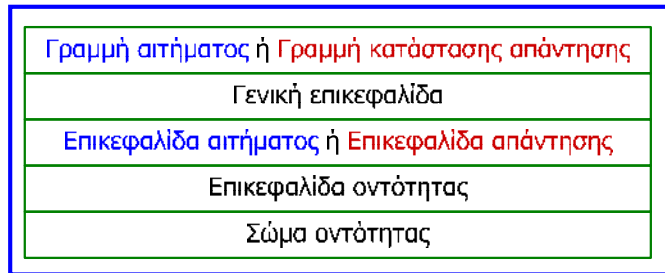 Γραμμή αιτήματος ή Γραμμή κατάστασης απάντησης
Γενική επικεφαλίδα
Επικεφαλίδα αιτήματος ή Επικεφαλίδα απάντησης
Επικεφαλίδα οντότητας
Σώμα οντότητας